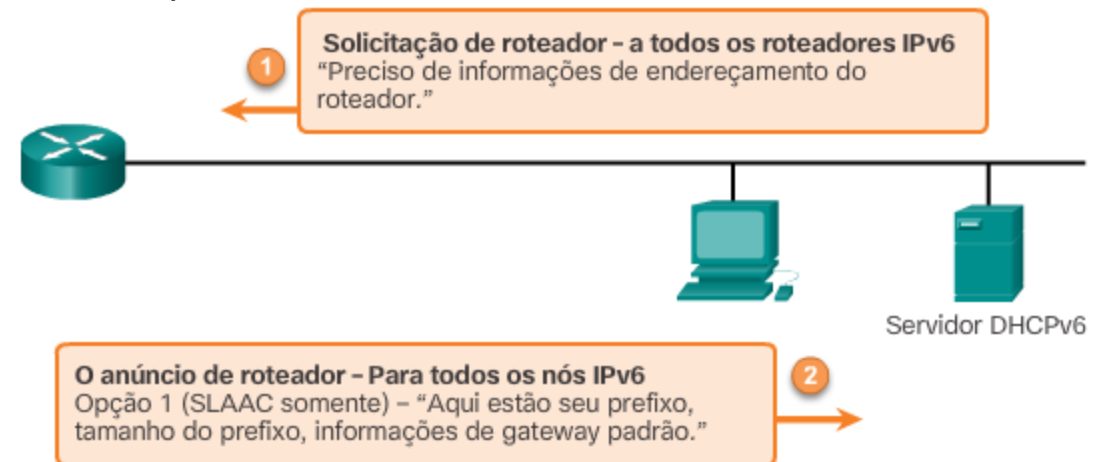 1
Solicitação de roteador – a todos os roteadores IPv6
“Preciso de informações de endereçamento do
roteador.”
Servidor DHCPv6
O anúncio de roteador – Para todos os nós IPv6
Opção 1 (SLAAC somente) – “Aqui estão seu prefixo,
tamanho do prefixo, informações de gateway padrão.”
2